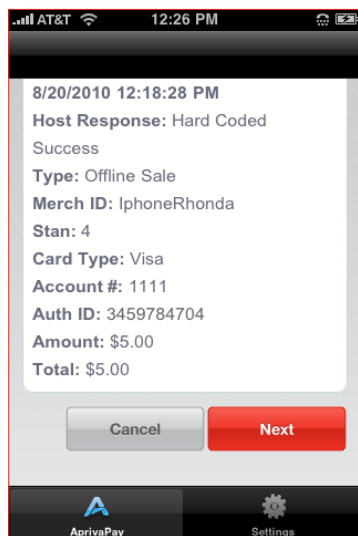 AT&T 12:26 PM
8/20/2010 12:18:28 PM
Host Response: Hard Coded
Success
Type: Offline Sale
Merch ID: IphoneRhonda
Stan: 4
Card Type: Visa
Account #: 1111
Auth ID: 3459784704
Amount: $5.00
Total: $5.00
Cancel Next
AprivaPay Settings